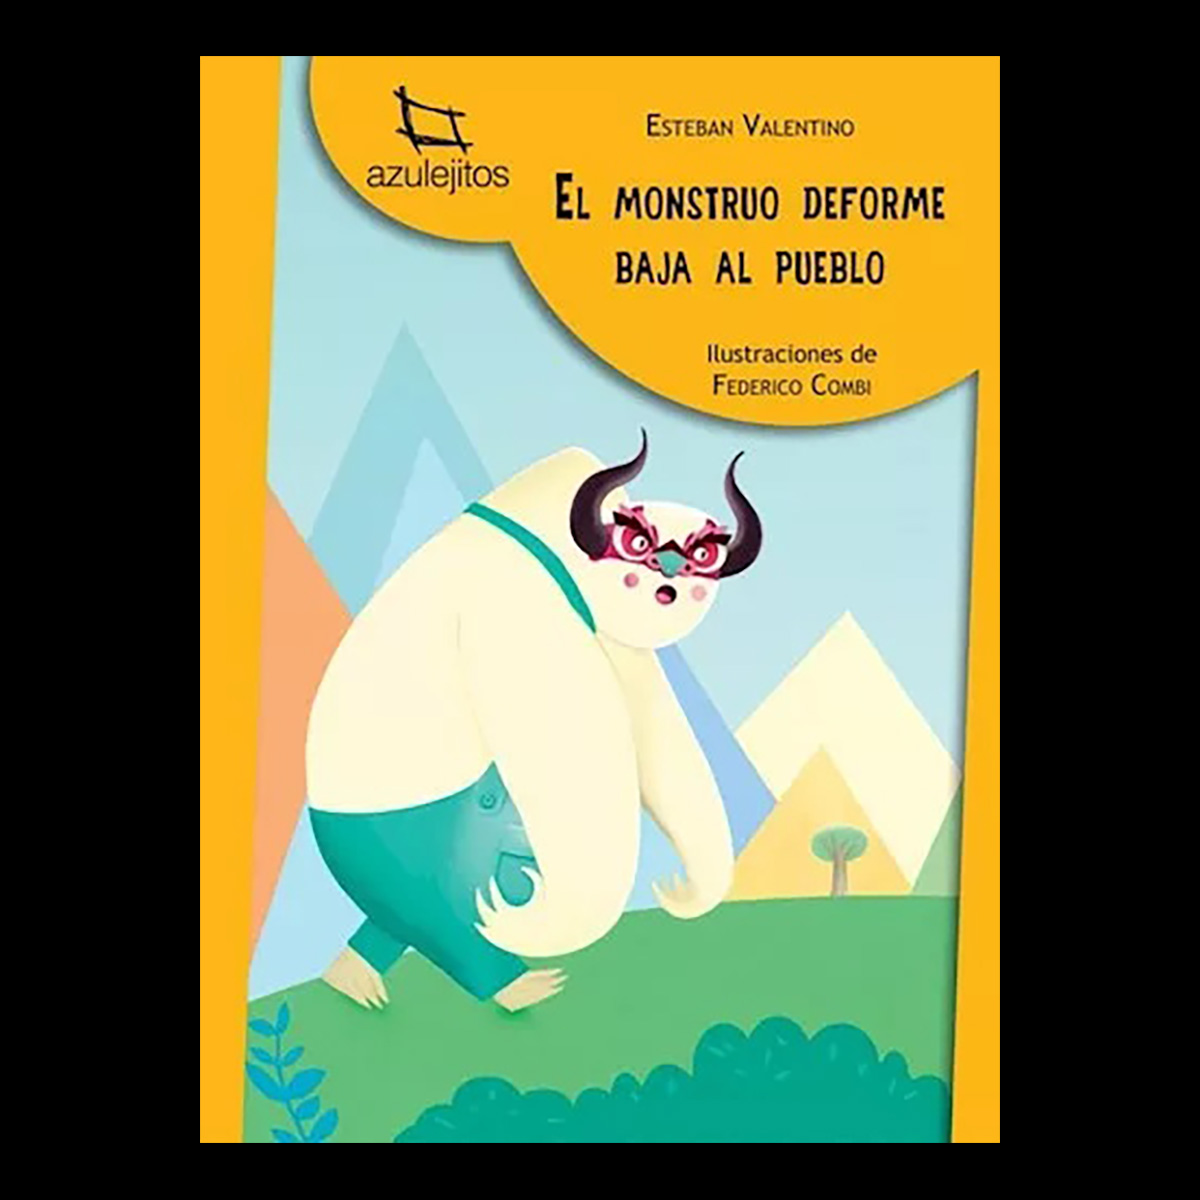 azulejitos
ESTEBAN VALENTINO
EL MONSTRUO DEFORME
BAJA AL PUEBLO
Ilustraciones de
FEDERICO COMBI